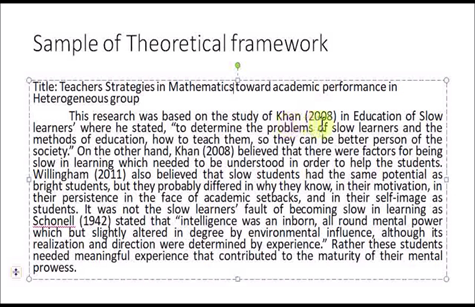 Sample of Theoretical framework
Title: Teachers Strategies in Mathematics toward academic performance in
Heterogeneous group
This research was based on the study of Khan (2008) in Education of Slow
learners’ where he stated, “to determine the problems of slow learners and the
methods of education, how to teach them, so they can be better person of the
society.” On the other hand, Khan (2008) believed that there were factors for being
slow in learning which needed to be understood in order to help the students.
Willingham (2011) also believed that slow students had the same potential as
bright students, but they probably differed in why they know, in their motivation, in
their persistence in the face of academic setbacks, and in their self-image as
students. It was not the slow learners’ fault of becoming slow in learning as
Schonell (1942) stated that “intelligence was an inborn, all round mental power
which but slightly altered in degree by environmental influence, although its
realization and direction were determined by experience.” Rather these students
needed meaningful experience that contributed to the maturity of their mental
prowess.